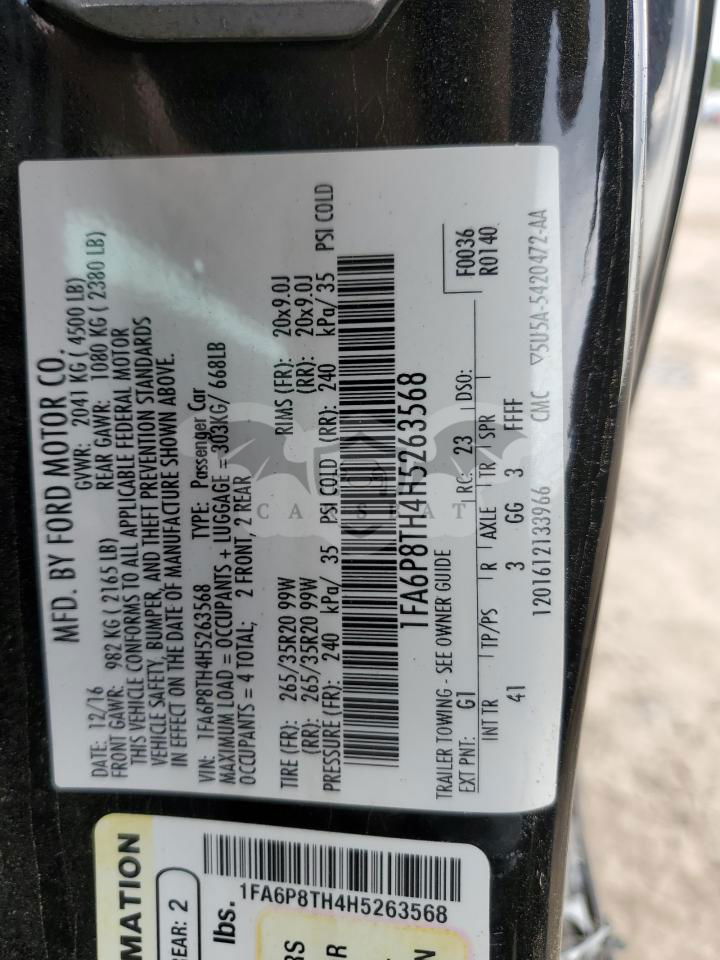 MFD. BY FORD MOTOR CO.
DATE: 12/16 GVWR: 2041 KG ( 4500 LB)
FRONT GAWR: 982 KG ( 2165 LB) REAR GAWR: 1080 KG ( 2380 LB)
THIS VEHICLE CONFORMS TO ALL APPLICABLE FEDERAL MOTOR
VEHICLE SAFETY, BUMPER, AND THEFT PREVENTION STANDARDS
IN EFFECT ON THE DATE OF MANUFACTURE SHOWN ABOVE.
VIN: 1FA6P8TH4H5263568 TYPE: Passenger Car
MAXIMUM LOAD = OCCUPANTS + LUGGAGE = 303KG/ 668LB
OCCUPANTS = 4 TOTAL; 2 FRONT, 2 REAR
TIRE (FR): 265/35R20 99W RIMS (FR): 20x9.0J
(RR): 265/35R20 99W (RR): 20x9.0J
PRESSURE (FR): 240 kPa/ 35 PSI COLD (RR): 240 kPa/ 35 PSI COLD
1FA6P8TH4H5263568
TRAILER TOWING - SEE OWNER GUIDE F0036
R0140
EXT PNT: G1 RC: 23 DSO:
INT TR TP/PS R AXLE TR SPR
41 3 GG 3 FFFF
1201612133966 CMC ▽5U5A-5420472-AA
MATION
REAR: 2
lbs.
1FA6P8TH4H5263568
RS
R
N